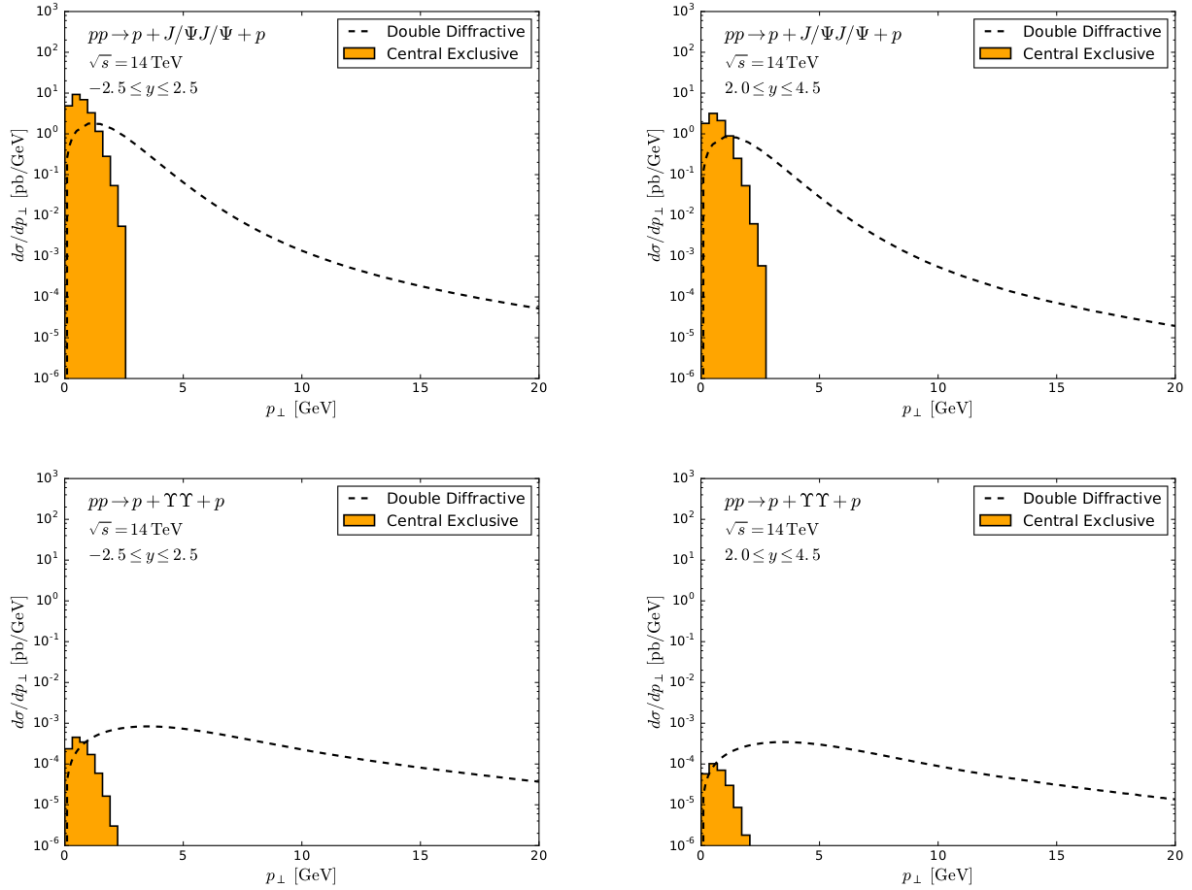 pp → p + J/ΨJ/Ψ + p
√s = 14 TeV
−2.5 ≤ y ≤ 2.5
Double Diffractive
Central Exclusive
dσ/dp⊥ [pb/GeV]
10³
10²
10¹
10⁰
10⁻¹
10⁻²
10⁻³
10⁻⁴
10⁻⁵
10⁻⁶
0 5 10 15 20
p⊥ [GeV]
pp → p + J/ΨJ/Ψ + p
√s = 14 TeV
2.0 ≤ y ≤ 4.5
Double Diffractive
Central Exclusive
dσ/dp⊥ [pb/GeV]
10³
10²
10¹
10⁰
10⁻¹
10⁻²
10⁻³
10⁻⁴
10⁻⁵
10⁻⁶
0 5 10 15 20
p⊥ [GeV]
pp → p + ΥΥ + p
√s = 14 TeV
−2.5 ≤ y ≤ 2.5
Double Diffractive
Central Exclusive
dσ/dp⊥ [pb/GeV]
10³
10²
10¹
10⁰
10⁻¹
10⁻²
10⁻³
10⁻⁴
10⁻⁵
10⁻⁶
0 5 10 15 20
p⊥ [GeV]
pp → p + ΥΥ + p
√s = 14 TeV
2.0 ≤ y ≤ 4.5
Double Diffractive
Central Exclusive
dσ/dp⊥ [pb/GeV]
10³
10²
10¹
10⁰
10⁻¹
10⁻²
10⁻³
10⁻⁴
10⁻⁵
10⁻⁶
0 5 10 15 20
p⊥ [GeV]